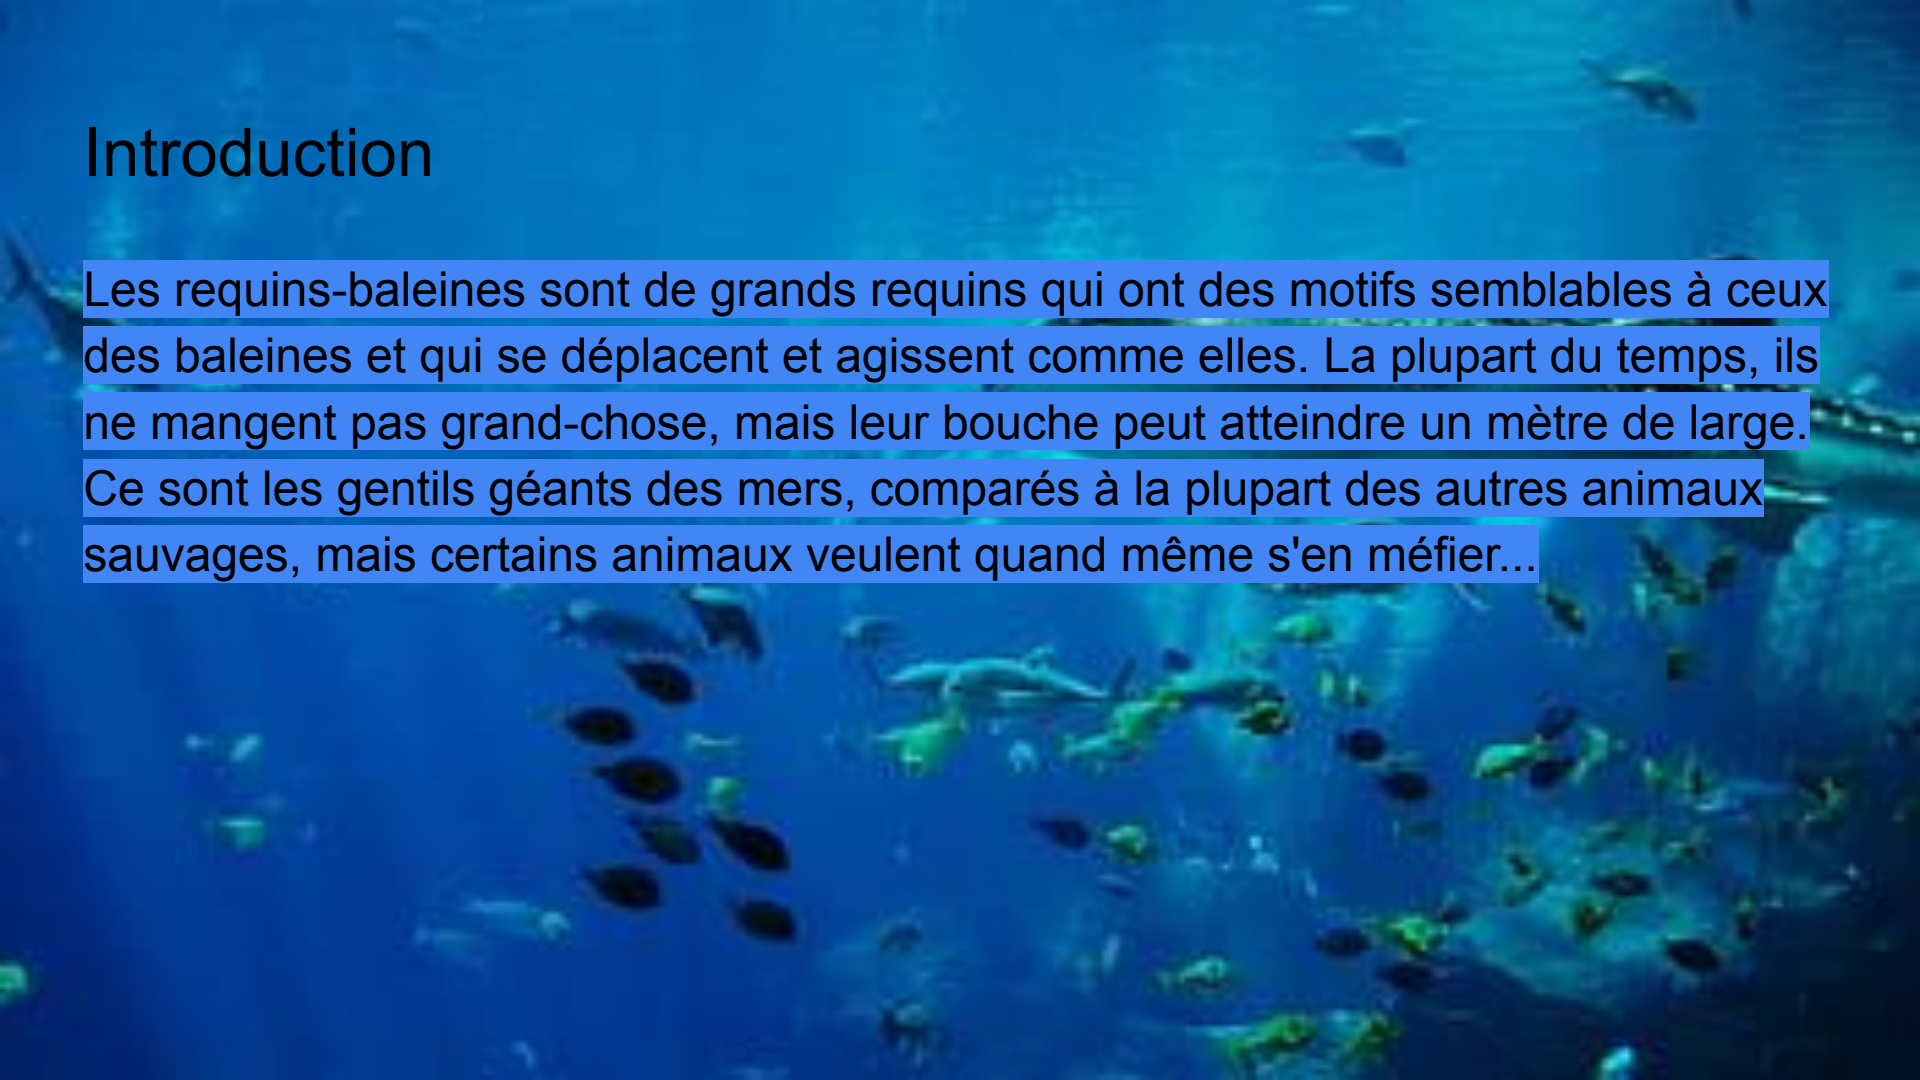 Introduction
Les requins-baleines sont de grands requins qui ont des motifs semblables à ceux
des baleines et qui se déplacent et agissent comme elles. La plupart du temps, ils
ne mangent pas grand-chose, mais leur bouche peut atteindre un mètre de large.
Ce sont les gentils géants des mers, comparés à la plupart des autres animaux
sauvages, mais certains animaux veulent quand même s'en méfier...